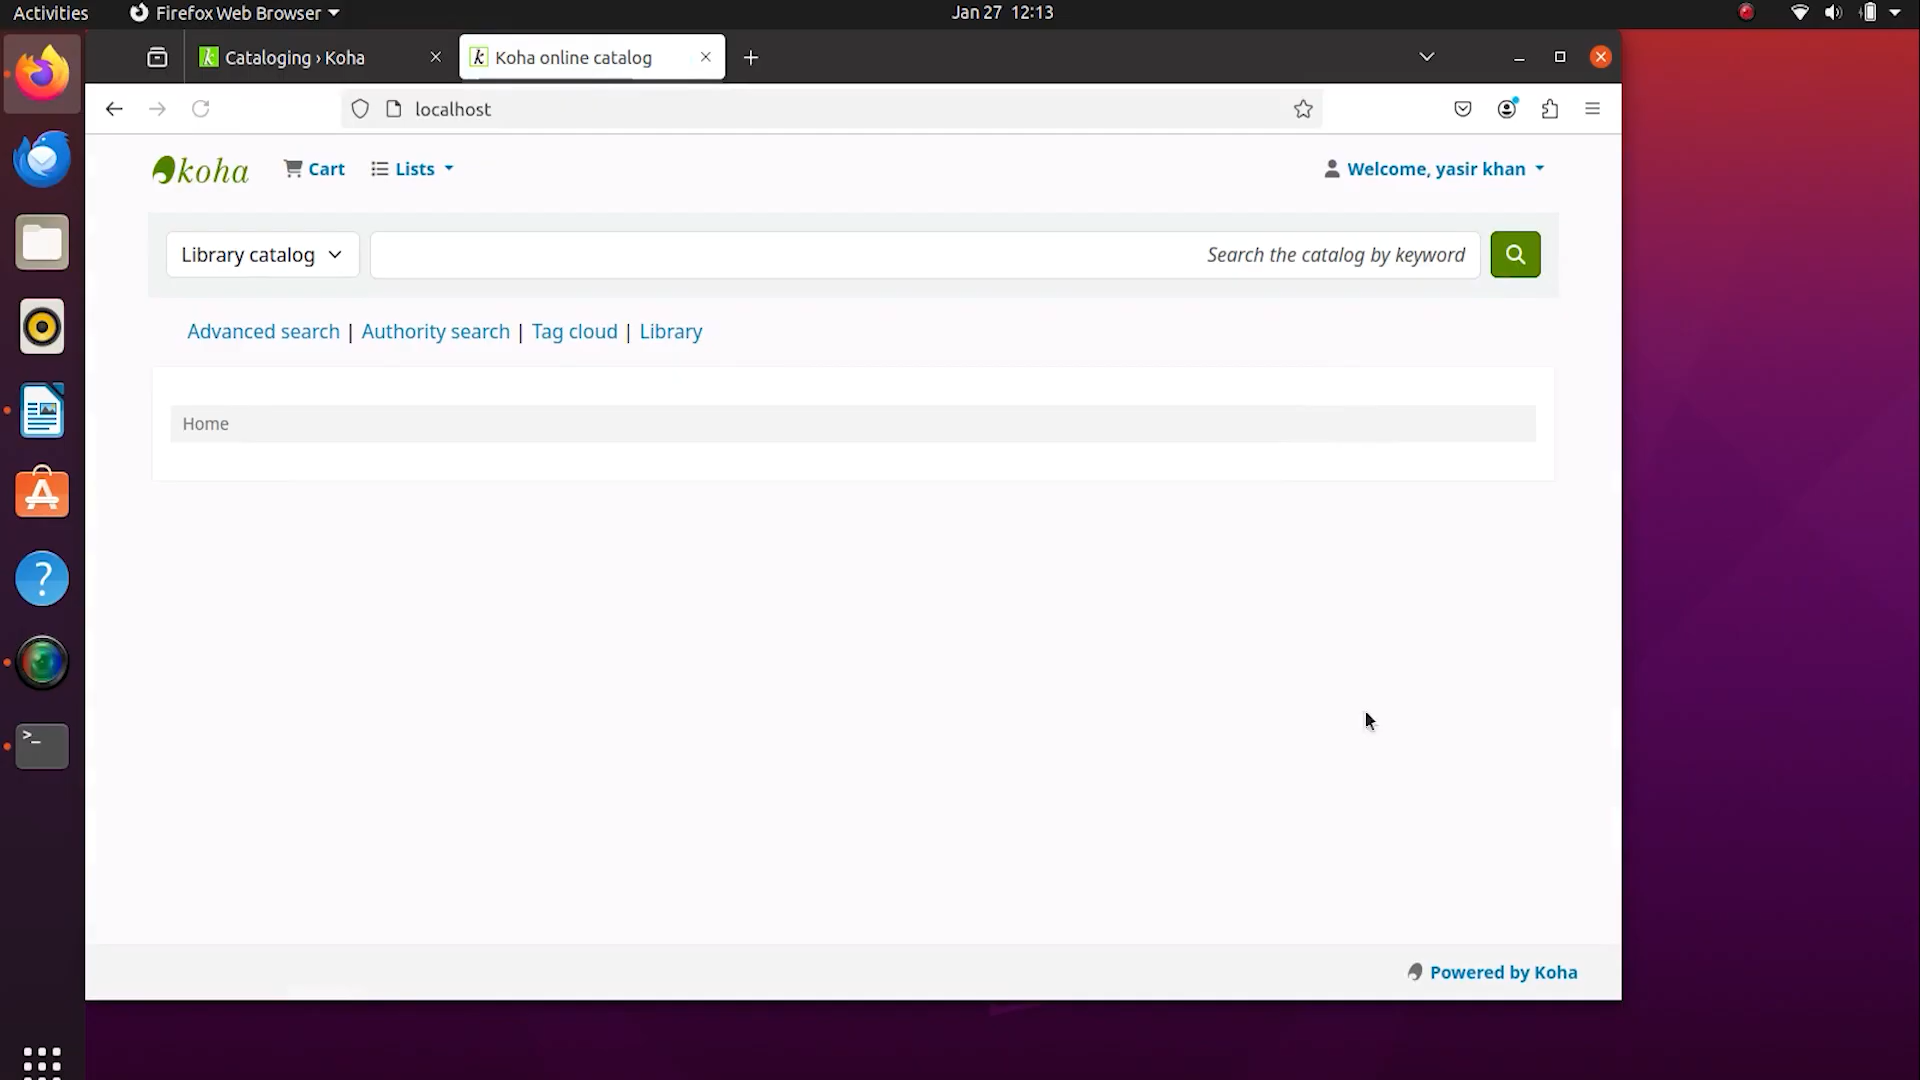 Activities Firefox Web Browser Jan 27 12:13
Cataloging › Koha Koha online catalog
localhost
koha Cart Lists Welcome, yasir khan
Library catalog Search the catalog by keyword
Advanced search | Authority search | Tag cloud | Library
Home
Powered by Koha